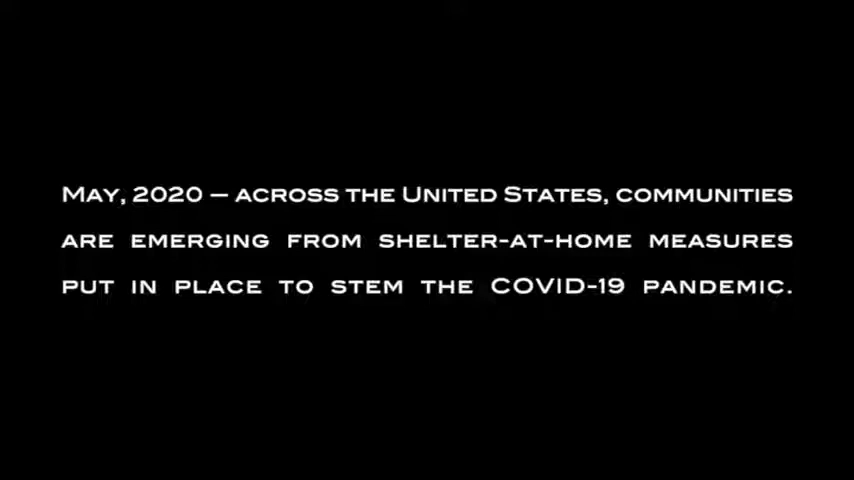 May, 2020 – across the United States, communities
are emerging from shelter-at-home measures
put in place to stem the COVID-19 pandemic.